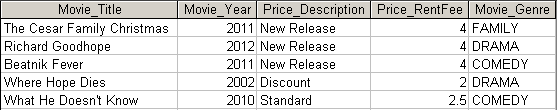 Movie_Title Movie_Year Price_Description Price_RentFee Movie_Genre
The Cesar Family Christmas 2011 New Release 4 FAMILY
Richard Goodhope 2012 New Release 4 DRAMA
Beatnik Fever 2011 New Release 4 COMEDY
Where Hope Dies 2002 Discount 2 DRAMA
What He Doesn't Know 2010 Standard 2.5 COMEDY